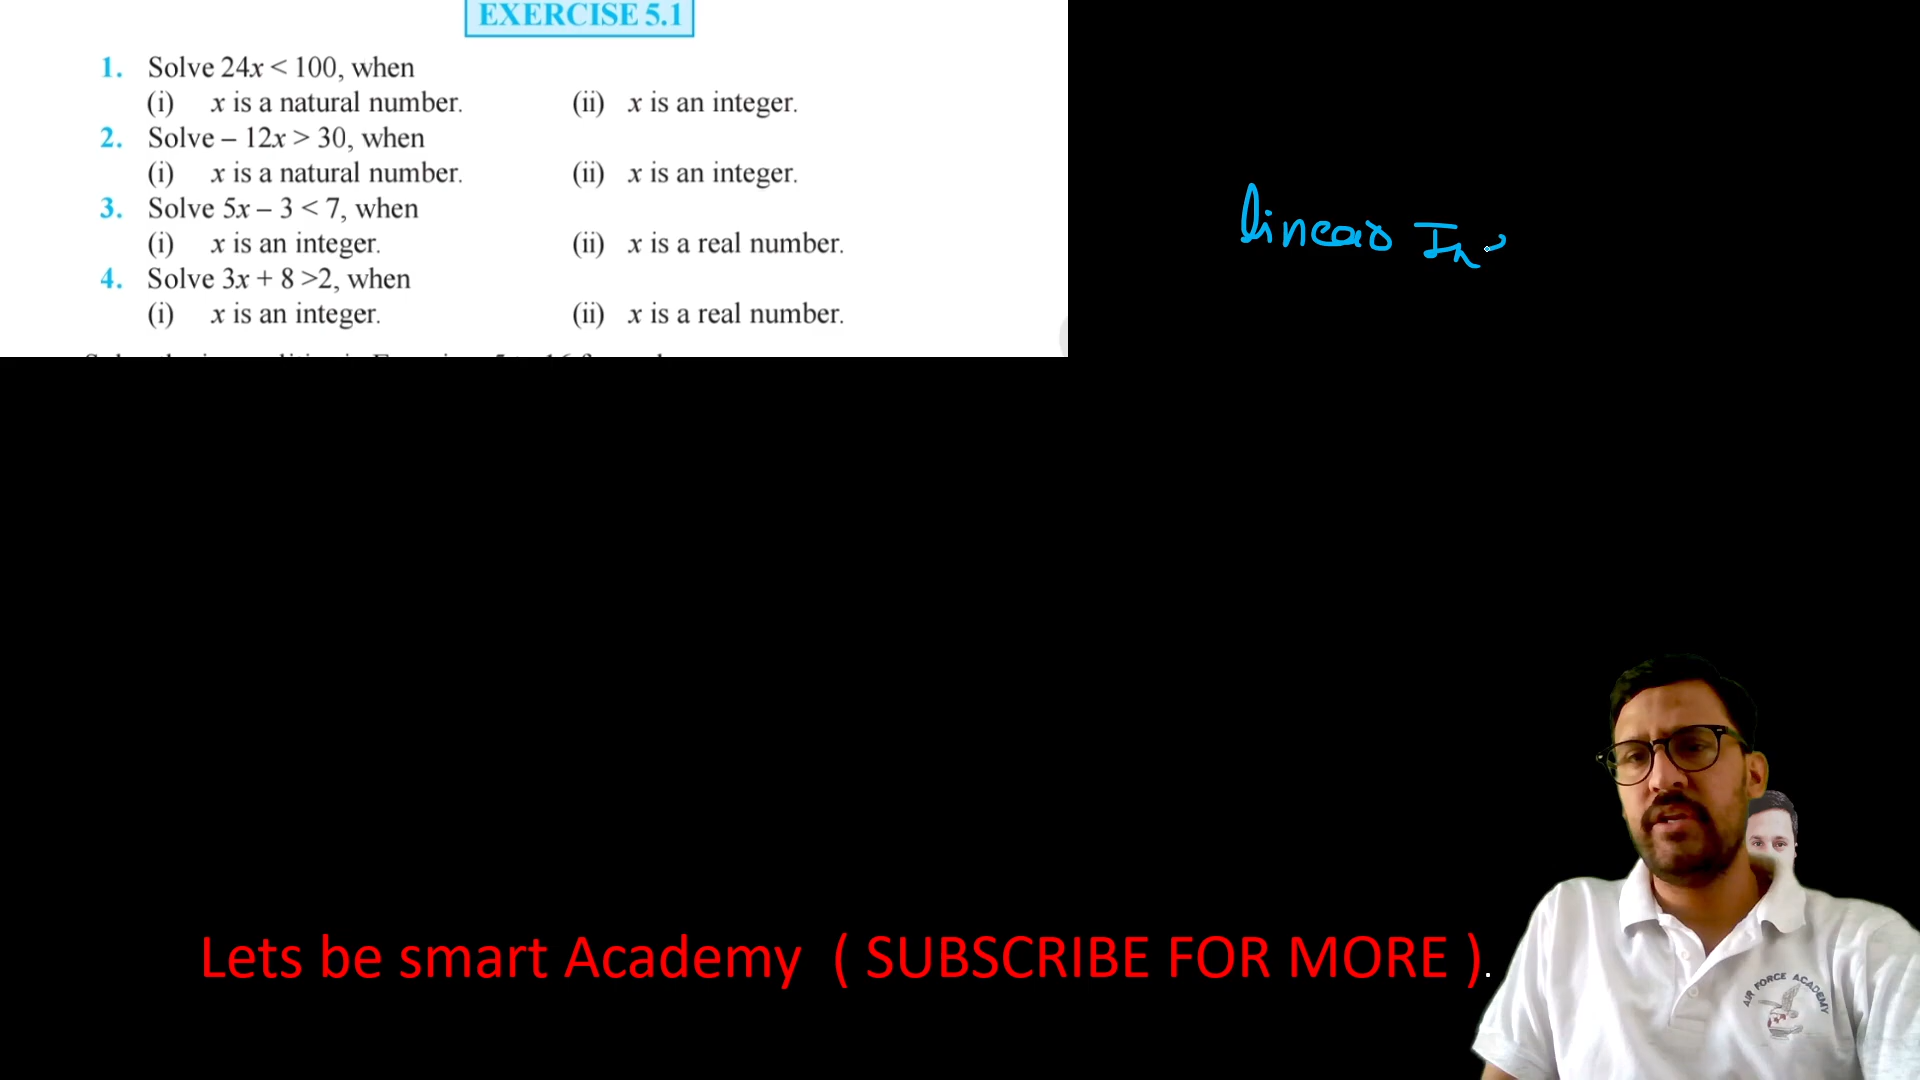 EXERCISE 5.1
1. Solve 24x < 100, when
(i) x is a natural number. (ii) x is an integer.
2. Solve – 12x > 30, when
(i) x is a natural number. (ii) x is an integer.
3. Solve 5x – 3 < 7, when
(i) x is an integer. (ii) x is a real number.
4. Solve 3x + 8 >2, when
(i) x is an integer. (ii) x is a real number.
linear In
Lets be smart Academy ( SUBSCRIBE FOR MORE ).
AIR FORCE ACADEMY